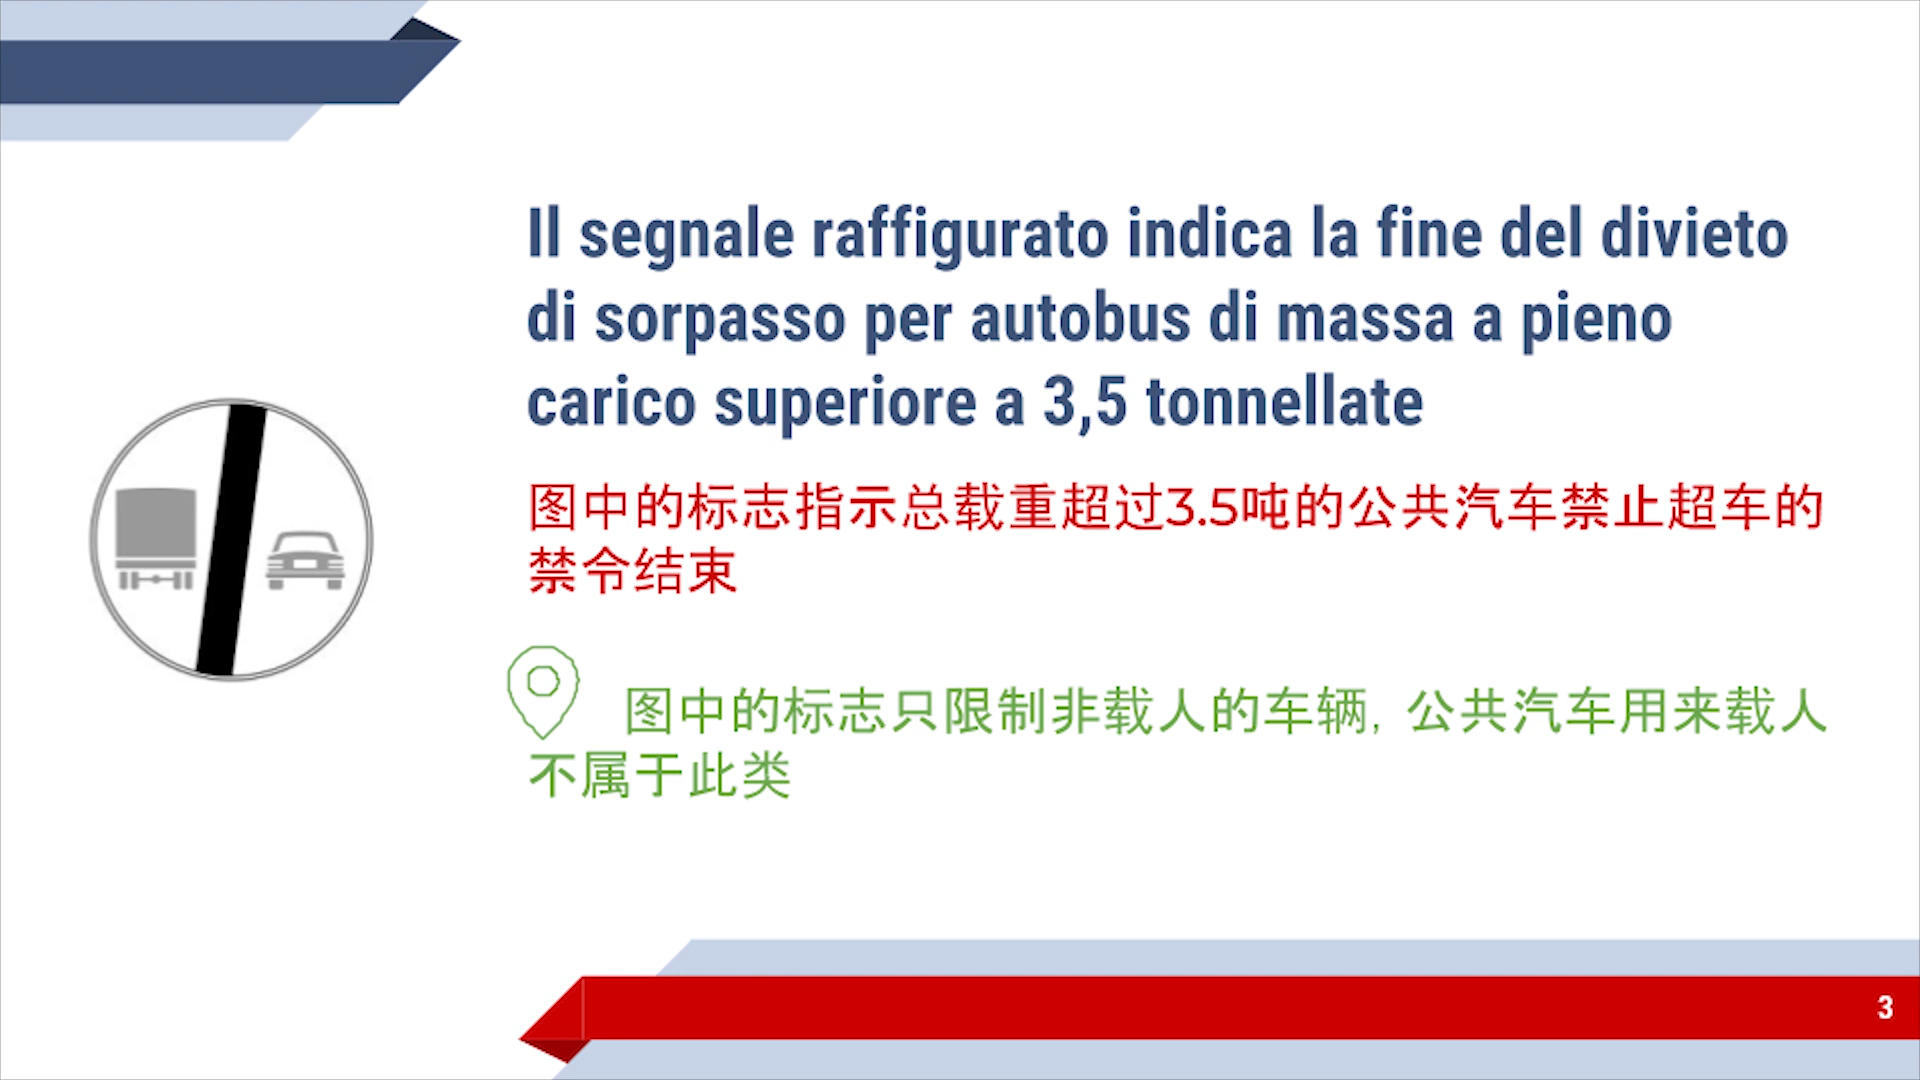 Il segnale raffigurato indica la fine del divieto
di sorpasso per autobus di massa a pieno
carico superiore a 3,5 tonnellate
图中的标志指示总载重超过3.5吨的公共汽车禁止超车的
禁令结束
图中的标志只限制非载人的车辆, 公共汽车用来载人
不属于此类
3